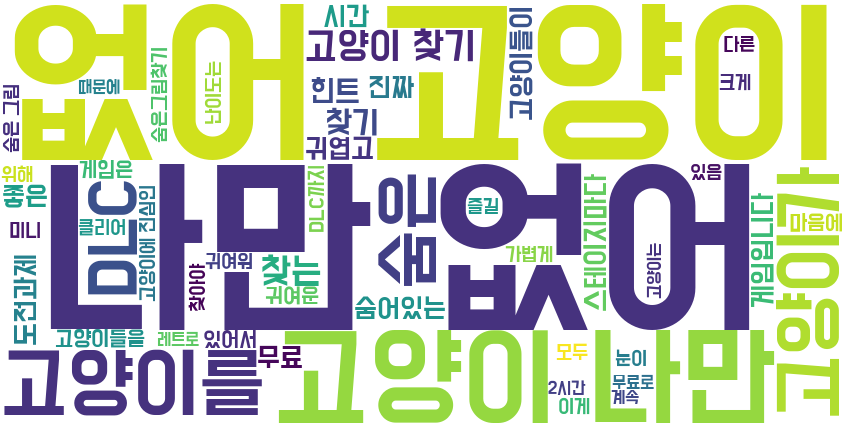 없어 고양이
나만 없어
고양이 나만
고양이를
고양이
숨은
DLC
시간
고양이 찾기
힌트
진짜
찾기
귀엽고
고양이들이
다른
크게
숨은 그림
때문에
숨은그림찾기
난이도는
위해
게임은
좋은
클리어
고양이에 진심인
DLC까지
미니
찾아야
귀여워
찾는
귀여운
도전과제
고양이들을
레트로
있어서
무료
숨어있는
즐길
가볍게
스테이지마다
고양이는
있음
게임입니다
마음에
모두
눈이
2시간
무료로
이게
계속